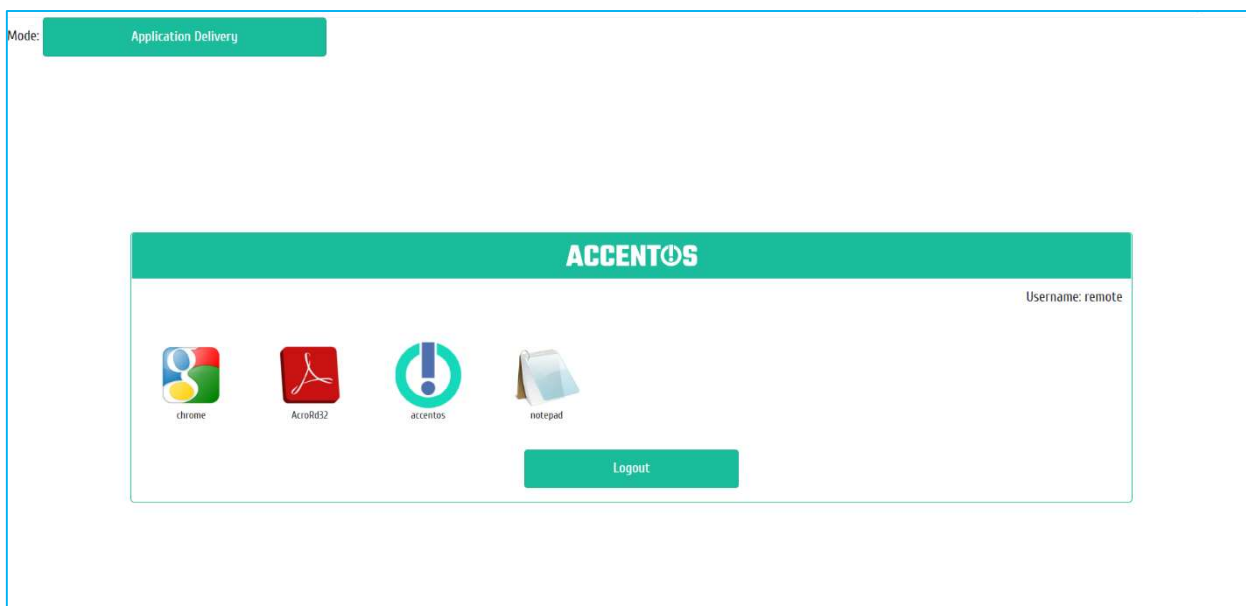 Mode: Application Delivery
ACCENTOS
Username: remote
chrome AcroRd32 accentos notepad
Logout